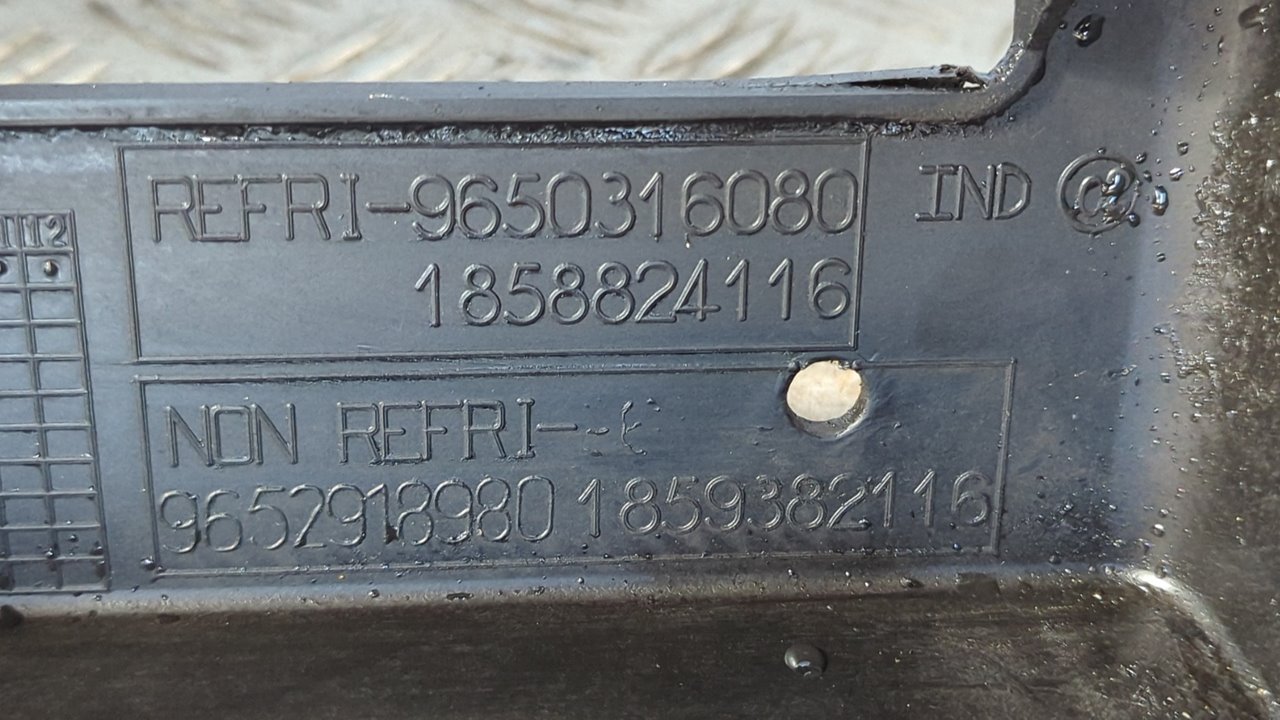 REFRI-9650316080
IND
1858824116
NON REFRI-
9652918980 1859382116